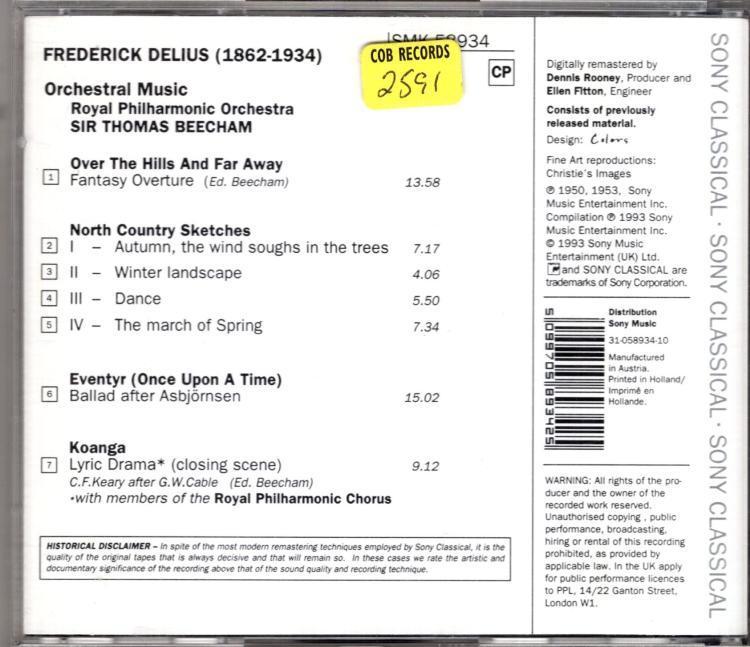 FREDERICK DELIUS (1862-1934)
SMK 58934
COB RECORDS
2591
CP
Orchestral Music
Royal Philharmonic Orchestra
SIR THOMAS BEECHAM
Over The Hills And Far Away
1 Fantasy Overture (Ed. Beecham) 13.58
North Country Sketches
2 I – Autumn, the wind soughs in the trees 7.17
3 II – Winter landscape 4.06
4 III – Dance 5.50
5 IV – The march of Spring 7.34
Eventyr (Once Upon A Time)
6 Ballad after Asbjörnsen 15.02
Koanga
7 Lyric Drama* (closing scene) 9.12
C.F.Keary after G.W.Cable (Ed. Beecham)
•with members of the Royal Philharmonic Chorus
HISTORICAL DISCLAIMER – In spite of the most modern remastering techniques employed by Sony Classical, it is the
quality of the original tapes that is always decisive and that will remain so. In these cases we rate the artistic and
documentary significance of the recording above that of the sound quality and recording technique.
Digitally remastered by
Dennis Rooney, Producer and
Ellen Fitton, Engineer
Consists of previously
released material.
Design: Colors
Fine Art reproductions:
Christie's Images
℗ 1950, 1953, Sony
Music Entertainment Inc.
Compilation ℗ 1993 Sony
Music Entertainment Inc.
© 1993 Sony Music
Entertainment (UK) Ltd.
and SONY CLASSICAL are
trademarks of Sony Corporation.
5 099705 893425
Distribution
Sony Music
31-058934-10
Manufactured
in Austria.
Printed in Holland/
Imprimé en
Hollande.
WARNING: All rights of the pro-
ducer and the owner of the
recorded work reserved.
Unauthorised copying , public
performance, broadcasting,
hiring or rental of this recording
prohibited, as provided by
applicable law. In the UK apply
for public performance licences
to PPL, 14/22 Ganton Street,
London W1.
SONY CLASSICAL · SONY CLASSICAL · SONY CLASSICAL